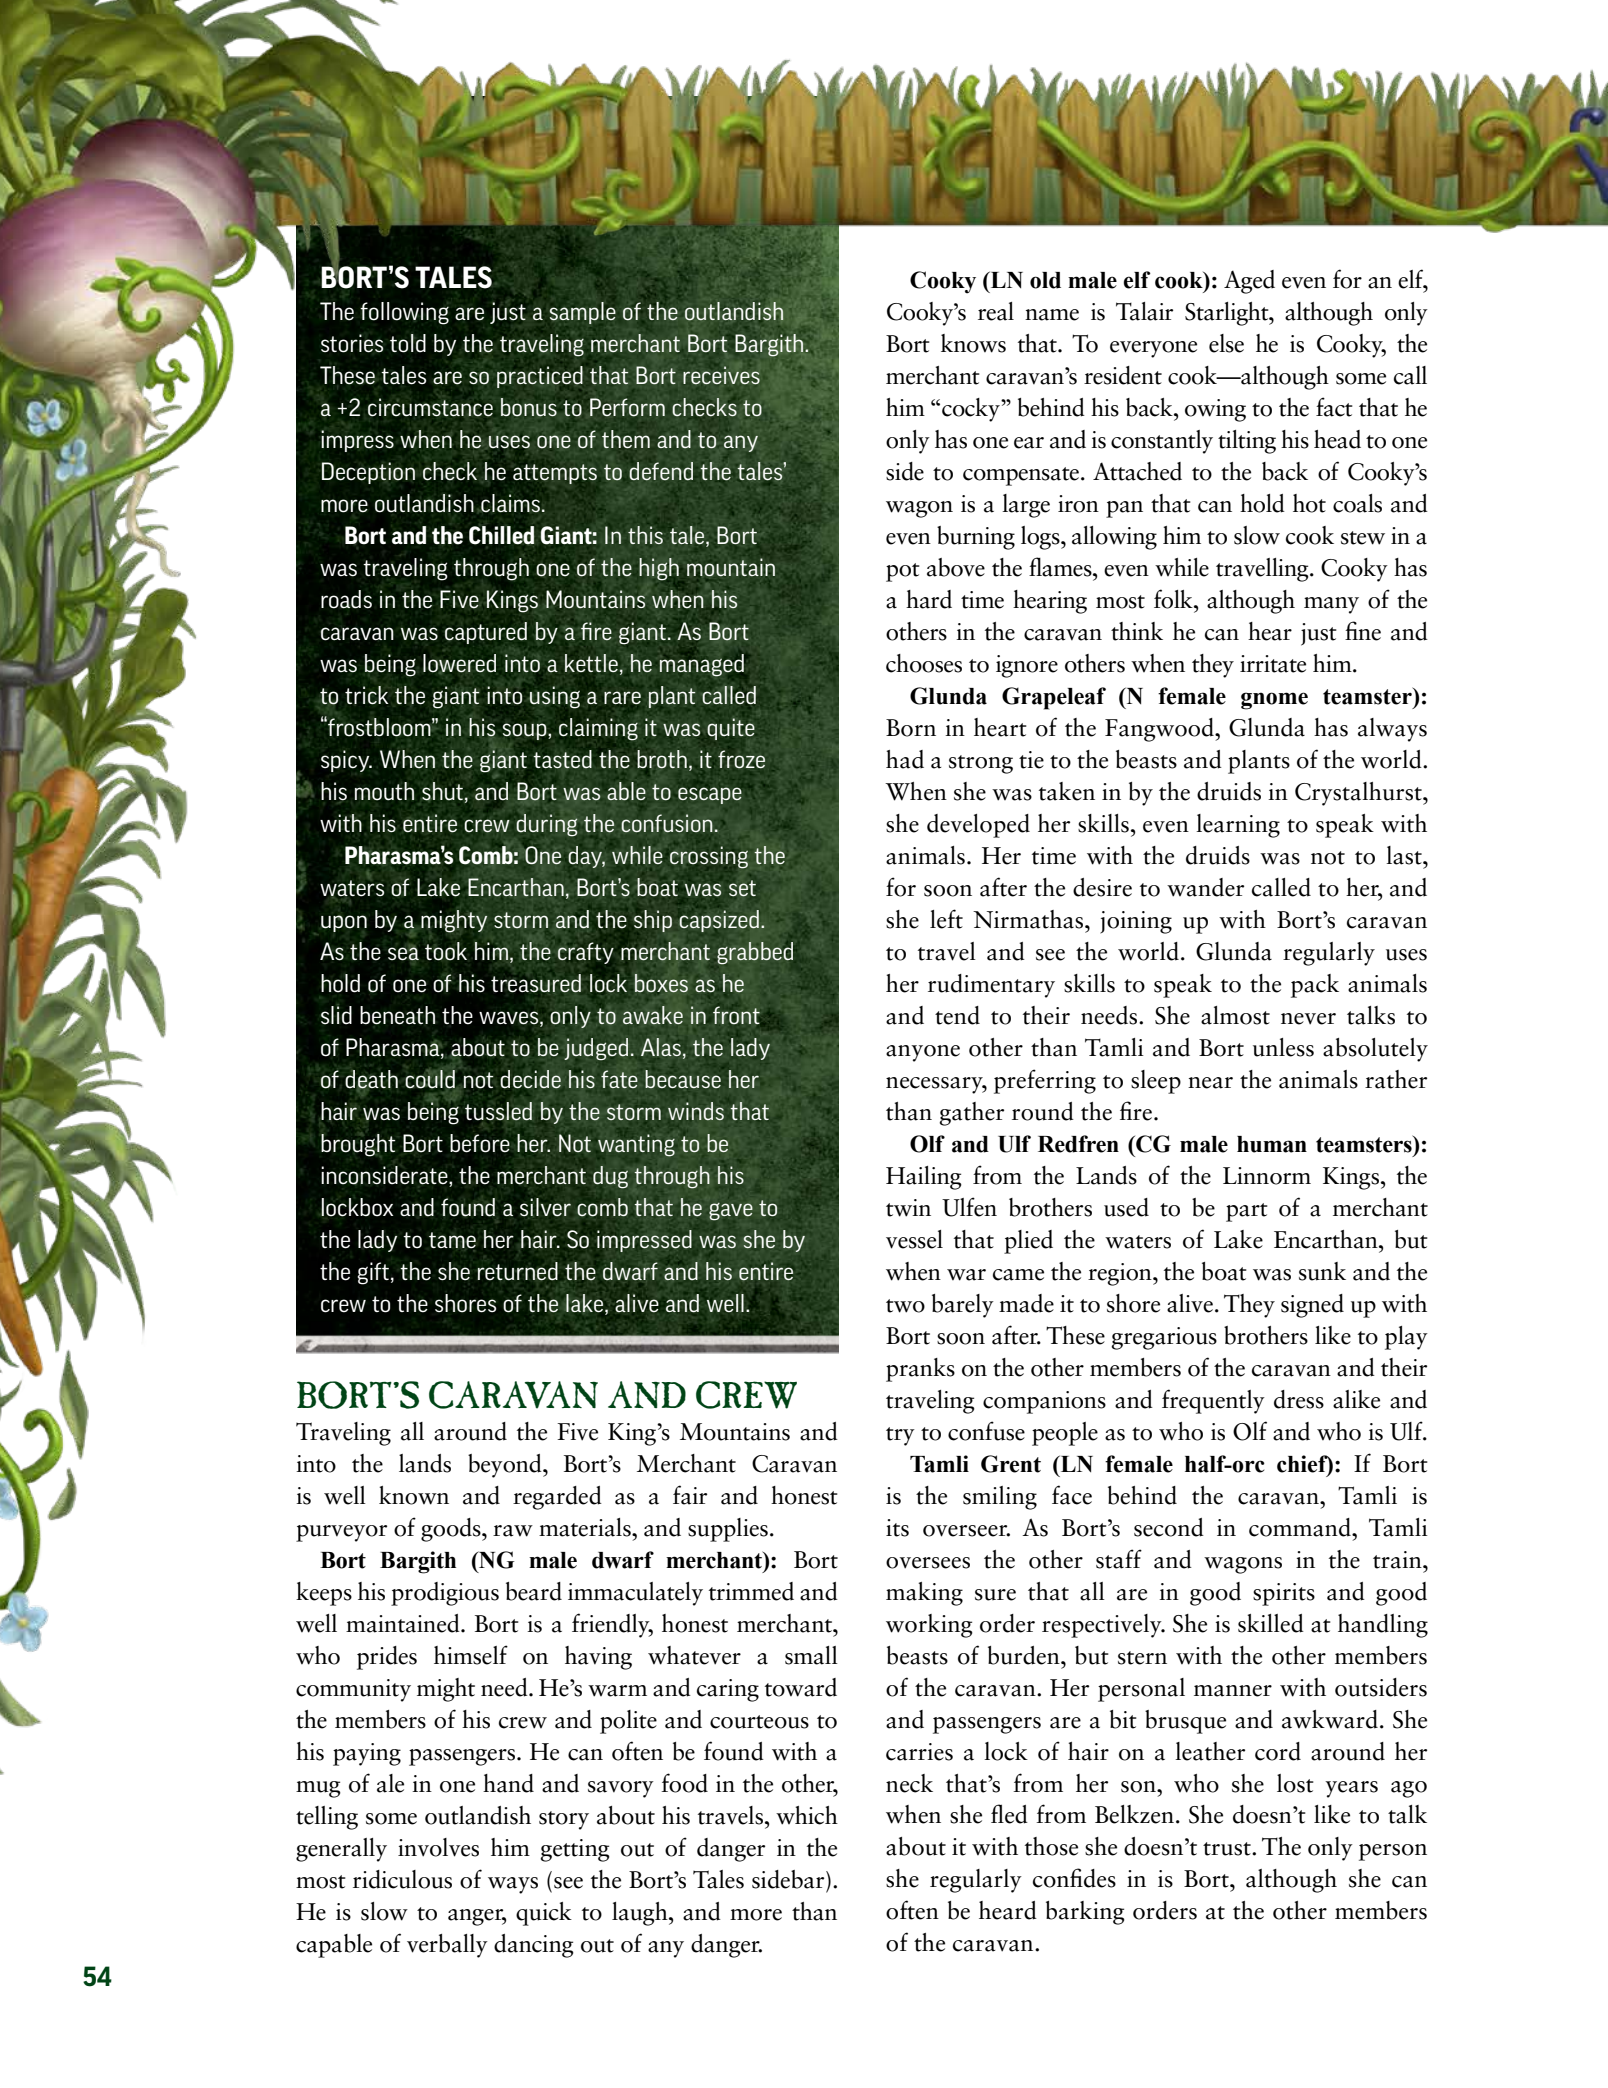 BORT'S TALES
The following are just a sample of the outlandish
stories told by the traveling merchant Bort Bargith.
These tales are so practiced that Bort receives
a +2 circumstance bonus to Perform checks to
impress when he uses one of them and to any
Deception check he attempts to defend the tales'
more outlandish claims.
Bort and the Chilled Giant: In this tale, Bort
was traveling through one of the high mountain
roads in the Five Kings Mountains when his
caravan was captured by a fire giant. As Bort
was being lowered into a kettle, he managed
to trick the giant into using a rare plant called
“frostbloom” in his soup, claiming it was quite
spicy. When the giant tasted the broth, it froze
his mouth shut, and Bort was able to escape
with his entire crew during the confusion.
Pharasma's Comb: One day, while crossing the
waters of Lake Encarthan, Bort's boat was set
upon by a mighty storm and the ship capsized.
As the sea took him, the crafty merchant grabbed
hold of one of his treasured lock boxes as he
slid beneath the waves, only to awake in front
of Pharasma, about to be judged. Alas, the lady
of death could not decide his fate because her
hair was being tussled by the storm winds that
brought Bort before her. Not wanting to be
inconsiderate, the merchant dug through his
lockbox and found a silver comb that he gave to
the lady to tame her hair. So impressed was she by
the gift, the she returned the dwarf and his entire
crew to the shores of the lake, alive and well.
BORT'S CARAVAN AND CREW
Traveling all around the Five King's Mountains and
into the lands beyond, Bort's Merchant Caravan
is well known and regarded as a fair and honest
purveyor of goods, raw materials, and supplies.
Bort Bargith (NG male dwarf merchant): Bort
keeps his prodigious beard immaculately trimmed and
well maintained. Bort is a friendly, honest merchant,
who prides himself on having whatever a small
community might need. He's warm and caring toward
the members of his crew and polite and courteous to
his paying passengers. He can often be found with a
mug of ale in one hand and savory food in the other,
telling some outlandish story about his travels, which
generally involves him getting out of danger in the
most ridiculous of ways (see the Bort's Tales sidebar).
He is slow to anger, quick to laugh, and more than
capable of verbally dancing out of any danger.
Cooky (LN old male elf cook): Aged even for an elf,
Cooky's real name is Talair Starlight, although only
Bort knows that. To everyone else he is Cooky, the
merchant caravan's resident cook—although some call
him “cocky” behind his back, owing to the fact that he
only has one ear and is constantly tilting his head to one
side to compensate. Attached to the back of Cooky's
wagon is a large iron pan that can hold hot coals and
even burning logs, allowing him to slow cook stew in a
pot above the flames, even while travelling. Cooky has
a hard time hearing most folk, although many of the
others in the caravan think he can hear just fine and
chooses to ignore others when they irritate him.
Glunda Grapeleaf (N female gnome teamster):
Born in heart of the Fangwood, Glunda has always
had a strong tie to the beasts and plants of the world.
When she was taken in by the druids in Crystalhurst,
she developed her skills, even learning to speak with
animals. Her time with the druids was not to last,
for soon after the desire to wander called to her, and
she left Nirmathas, joining up with Bort's caravan
to travel and see the world. Glunda regularly uses
her rudimentary skills to speak to the pack animals
and tend to their needs. She almost never talks to
anyone other than Tamli and Bort unless absolutely
necessary, preferring to sleep near the animals rather
than gather round the fire.
Olf and Ulf Redfren (CG male human teamsters):
Hailing from the Lands of the Linnorm Kings, the
twin Ulfen brothers used to be part of a merchant
vessel that plied the waters of Lake Encarthan, but
when war came the region, the boat was sunk and the
two barely made it to shore alive. They signed up with
Bort soon after. These gregarious brothers like to play
pranks on the other members of the caravan and their
traveling companions and frequently dress alike and
try to confuse people as to who is Olf and who is Ulf.
Tamli Grent (LN female half-orc chief): If Bort
is the smiling face behind the caravan, Tamli is
its overseer. As Bort's second in command, Tamli
oversees the other staff and wagons in the train,
making sure that all are in good spirits and good
working order respectively. She is skilled at handling
beasts of burden, but stern with the other members
of the caravan. Her personal manner with outsiders
and passengers are a bit brusque and awkward. She
carries a lock of hair on a leather cord around her
neck that's from her son, who she lost years ago
when she fled from Belkzen. She doesn't like to talk
about it with those she doesn't trust. The only person
she regularly confides in is Bort, although she can
often be heard barking orders at the other members
of the caravan.
54